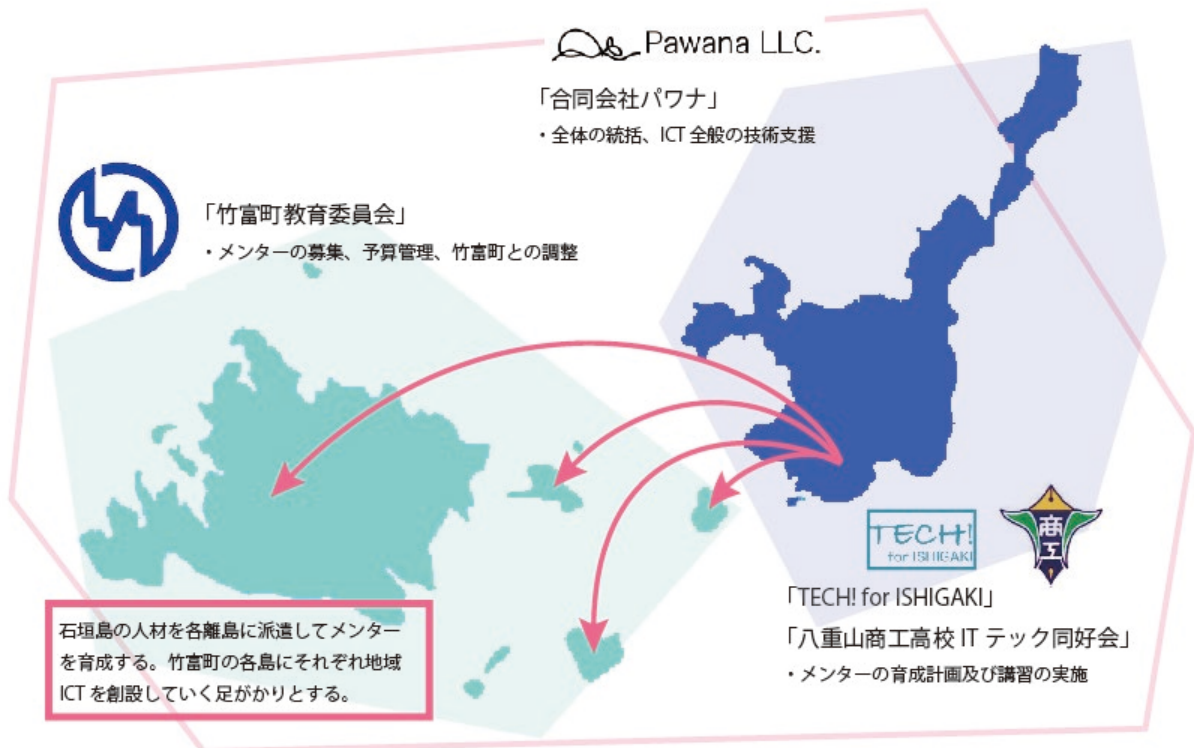 Pawana LLC.
「合同会社パワナ」
・全体の統括、ICT 全般の技術支援
「竹富町教育委員会」
・メンターの募集、予算管理、竹富町との調整
TECH!
for ISHIGAKI
商
工
「TECH! for ISHIGAKI」
「八重山商工高校 IT テック同好会」
・メンターの育成計画及び講習の実施
石垣島の人材を各離島に派遣してメンター
を育成する。竹富町の各島にそれぞれ地域
ICT を創設していく足がかりとする。